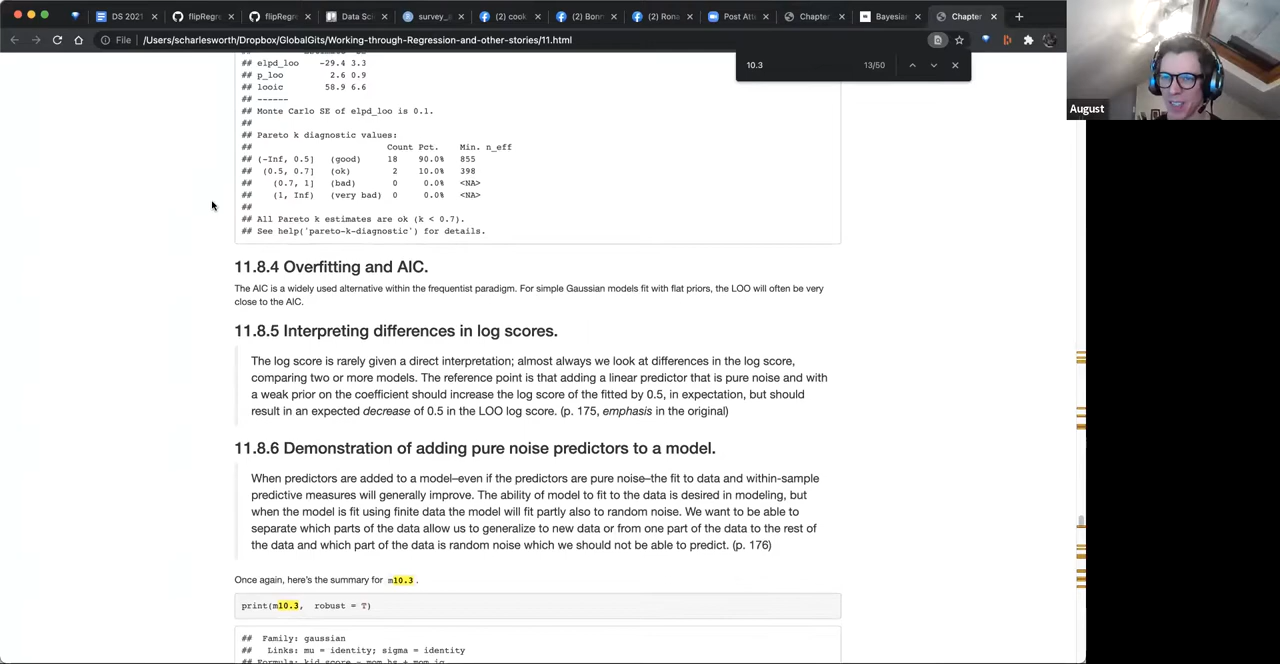 DS 2021
flipRegre
flipRegre
Data Sci
survey_
(2) cook
(2) Bonn
(2) Rona
Post Att
Chapter
Bayesian
Chapter
File
/Users/scharlesworth/Dropbox/GlobalGits/Working-through-Regression-and-other-stories/11.html
10.3
13/50
August
## elpd_loo -29.4 3.3
## p_loo 2.6 0.9
## looic 58.9 6.6
## ------
## Monte Carlo SE of elpd_loo is 0.1.
##
## Pareto k diagnostic values:
## Count Pct. Min. n_eff
## (-Inf, 0.5] (good) 18 90.0% 855
## (0.5, 0.7] (ok) 2 10.0% 398
## (0.7, 1] (bad) 0 0.0% <NA>
## (1, Inf) (very bad) 0 0.0% <NA>
##
## All Pareto k estimates are ok (k < 0.7).
## See help('pareto-k-diagnostic') for details.
11.8.4 Overfitting and AIC.
The AIC is a widely used alternative within the frequentist paradigm. For simple Gaussian models fit with flat priors, the LOO will often be very
close to the AIC.
11.8.5 Interpreting differences in log scores.
The log score is rarely given a direct interpretation; almost always we look at differences in the log score,
comparing two or more models. The reference point is that adding a linear predictor that is pure noise and with
a weak prior on the coefficient should increase the log score of the fitted by 0.5, in expectation, but should
result in an expected decrease of 0.5 in the LOO log score. (p. 175, emphasis in the original)
11.8.6 Demonstration of adding pure noise predictors to a model.
When predictors are added to a model–even if the predictors are pure noise–the fit to data and within-sample
predictive measures will generally improve. The ability of model to fit to the data is desired in modeling, but
when the model is fit using finite data the model will fit partly also to random noise. We want to be able to
separate which parts of the data allow us to generalize to new data or from one part of the data to the rest of
the data and which part of the data is random noise which we should not be able to predict. (p. 176)
Once again, here's the summary for m10.3.
print(m10.3, robust = T)
## Family: gaussian
## Links: mu = identity; sigma = identity
## Formula: kid_score ~ mom_hs + mom_iq